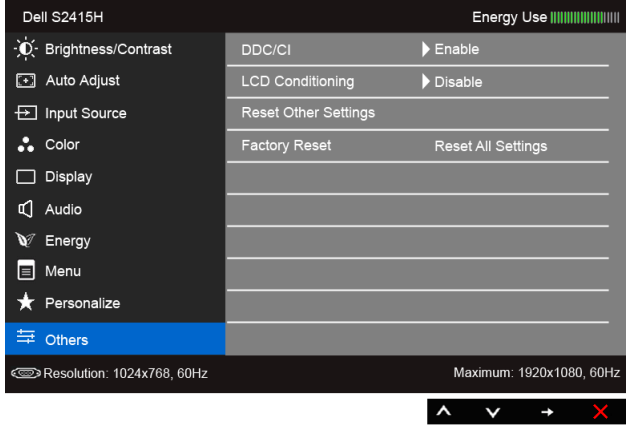 Dell S2415H Energy Use
Brightness/Contrast DDC/CI Enable
Auto Adjust LCD Conditioning Disable
Input Source Reset Other Settings
Color Factory Reset Reset All Settings
Display
Audio
Energy
Menu
Personalize
Others
Resolution: 1024x768, 60Hz Maximum: 1920x1080, 60Hz